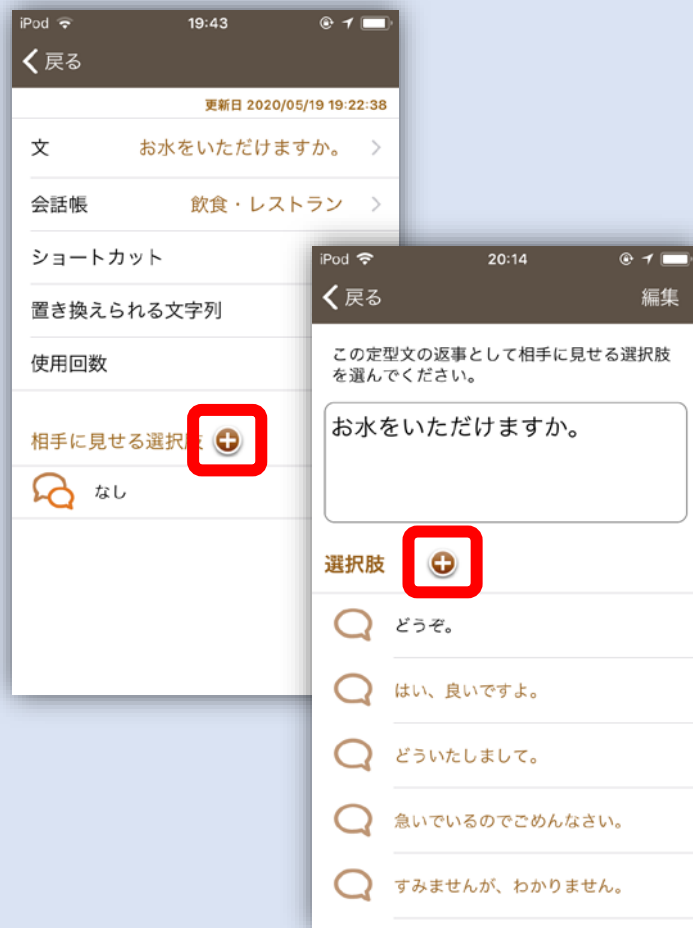 iPod 19:43
戻る
更新日 2020/05/19 19:22:38
文 お水をいただけますか。
会話帳 飲食・レストラン
ショートカット
置き換えられる文字列
使用回数
相手に見せる選択肢
なし
iPod 20:14
戻る 編集
この定型文の返事として相手に見せる選択肢
を選んでください。
お水をいただけますか。
選択肢
どうぞ。
はい、良いですよ。
どういたしまして。
急いでいるのでごめんなさい。
すみませんが、わかりません。